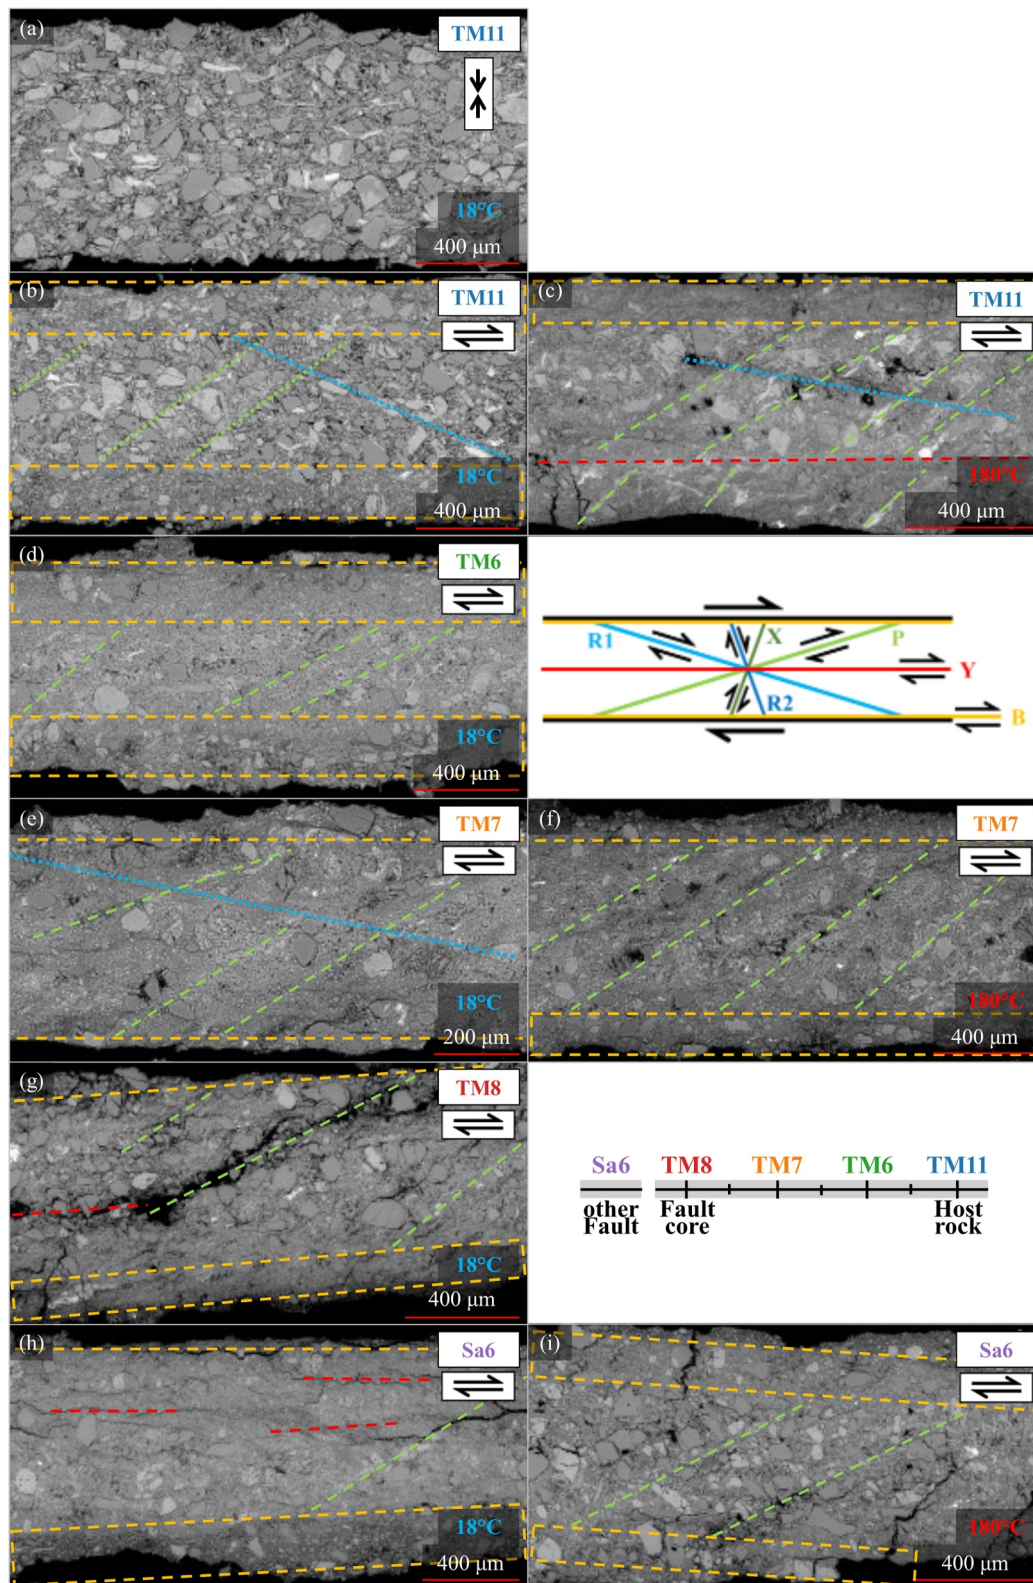 (a)
TM11
18°C
400 μm
(b)
TM11
18°C
400 μm
(c)
TM11
180°C
400 μm
(d)
TM6
18°C
400 μm
R1
X
P
Y
R2
B
(e)
TM7
18°C
200 μm
(f)
TM7
180°C
400 μm
(g)
TM8
18°C
400 μm
Sa6 TM8 TM7 TM6 TM11
other Fault Host
Fault core rock
(h)
Sa6
18°C
400 μm
(i)
Sa6
180°C
400 μm